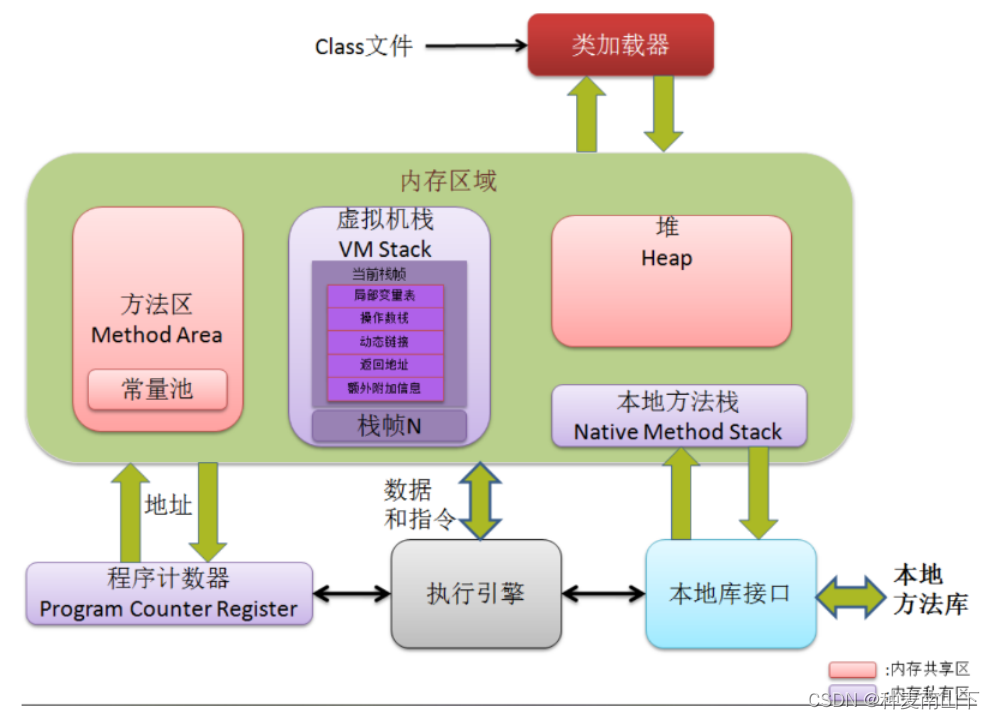 Class文件
类加载器
内存区域
方法区
Method Area
常量池
虚拟机栈
VM Stack
当前栈帧
局部变量表
操作数栈
动态链接
返回地址
额外附加信息
栈帧N
堆
Heap
本地方法栈
Native Method Stack
地址
数据
和指令
程序计数器
Program Counter Register
执行引擎
本地库接口
本地
方法库
:内存共享区
:内存私有区
CSDN @种爱南山下